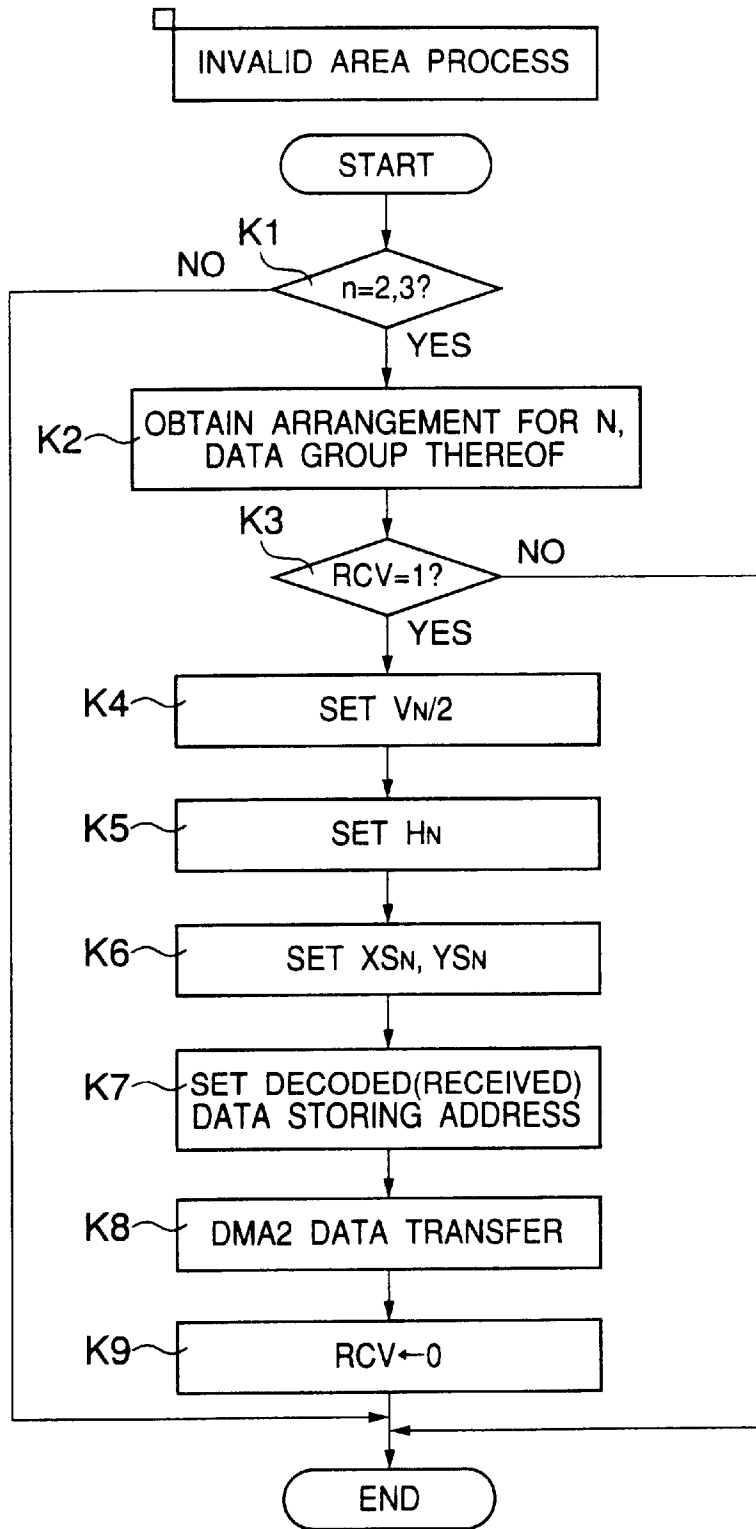 INVALID AREA PROCESS
START
K1
NO
n=2,3?
YES
K2
OBTAIN ARRANGEMENT FOR N,
DATA GROUP THEREOF
K3
NO
RCV=1?
YES
K4
SET VN/2
K5
SET HN
K6
SET XSN, YSN
K7
SET DECODED(RECEIVED)
DATA STORING ADDRESS
K8
DMA2 DATA TRANSFER
K9
RCV←0
END